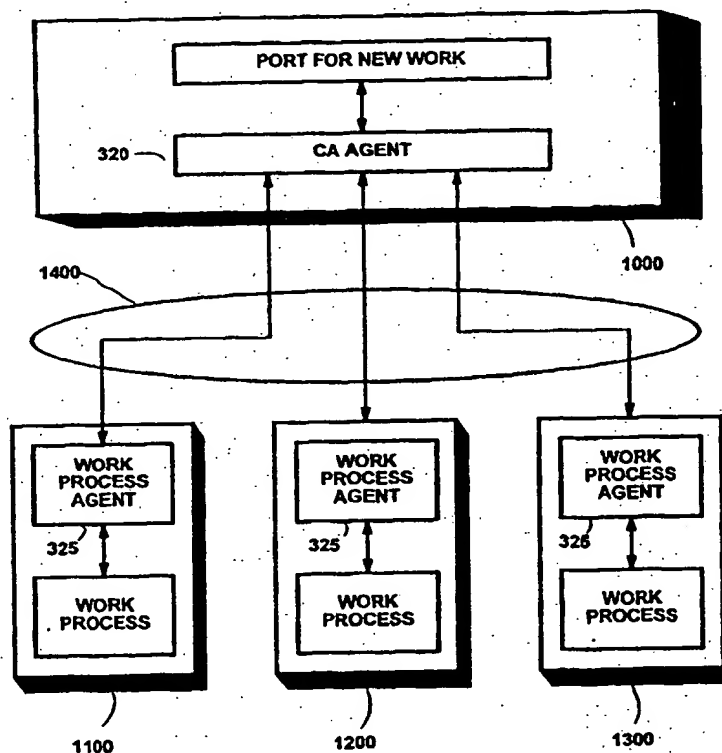 PORT FOR NEW WORK
320
CA AGENT
1000
1400
WORK
PROCESS
AGENT
325
WORK
PROCESS
1100
WORK
PROCESS
AGENT
325
WORK
PROCESS
1200
WORK
PROCESS
AGENT
325
WORK
PROCESS
1300